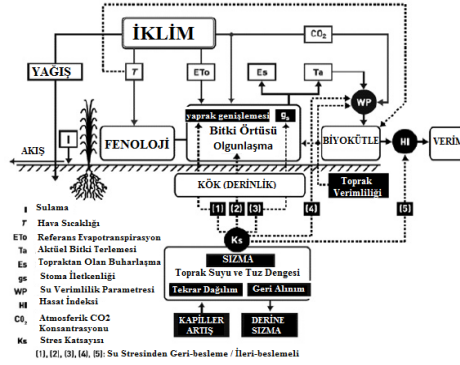 İKLİM
CO₂
YAĞIŞ
T
ETo
Es
Ta
WP
yaprak genişlemesi
gs
I
FENOLOJİ
Bitki Örtüsü
Olgunlaşma
BİYOKÜTLE
HI
VERİM
AKIŞ
KÖK (DERİNLİK)
Toprak
Verimliliği
(1) (2) (3) (4) (5)
Ks
SIZMA
Toprak Suyu ve Tuz Dengesi
Tekrar Dağılım
Geri Alınım
KAPİLLER
ARTIŞ
DERİNE
SIZMA
I Sulama
T Hava Sıcaklığı
ETo Referans Evapotranspirasyon
Ta Aktüel Bitki Terlemesi
Es Topraktan Olan Buharlaşma
gs Stoma İletkenliği
WP Su Verimlilik Parametresi
HI Hasat İndeksi
CO₂ Atmosferik CO2
Konsantrasyonu
Ks Stres Katsayısı
(1), (2), (3), (4), (5): Su Stresinden Geri-besleme / İleri-beslemeli